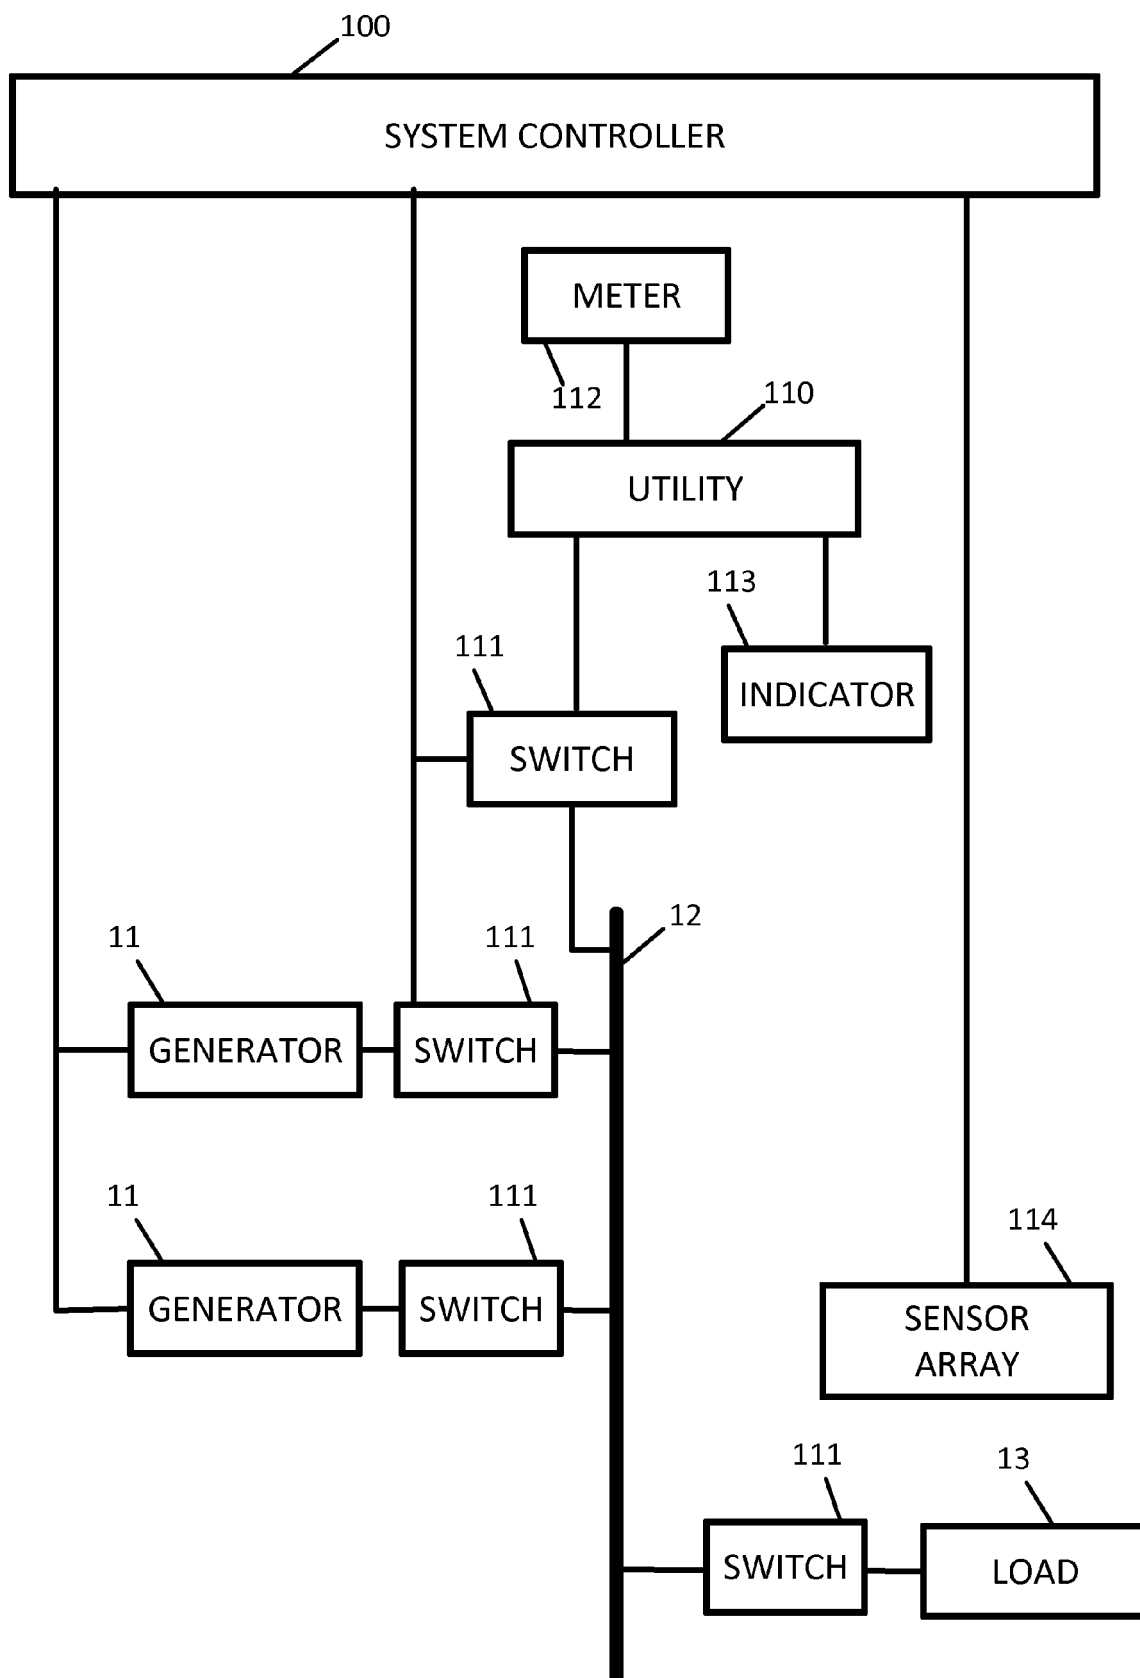 100
SYSTEM CONTROLLER
METER
112
110
UTILITY
113
111
INDICATOR
SWITCH
12
11
111
GENERATOR
SWITCH
11
111
114
GENERATOR
SWITCH
SENSOR
ARRAY
111
13
SWITCH
LOAD